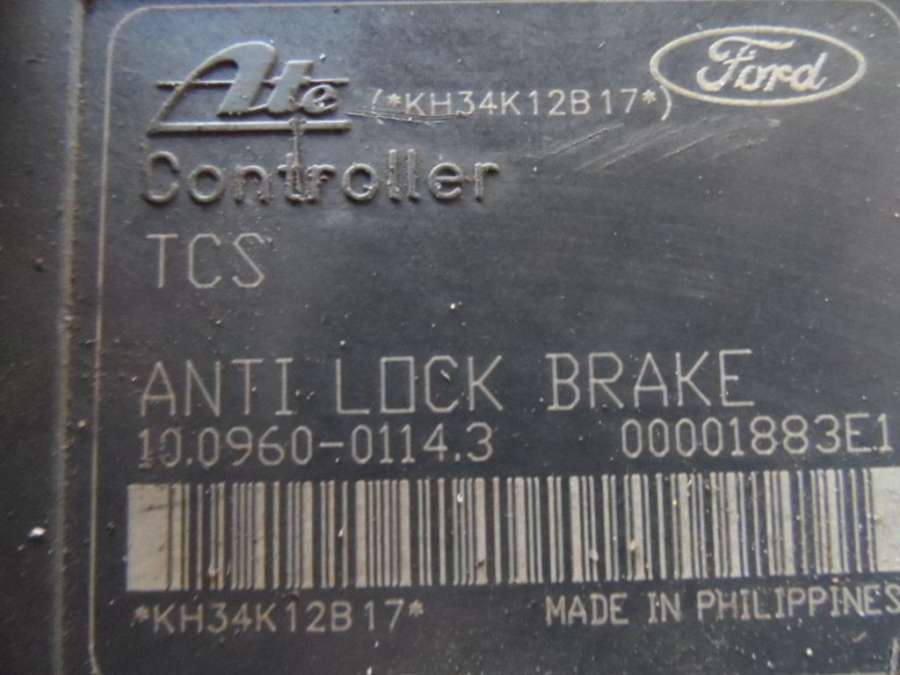 Ate (*KH34K12B17*) Ford
Controller
TCS
ANTI LOCK BRAKE
10.0960-0114.3 00001883E1
*KH34K12B17* MADE IN PHILIPPINES